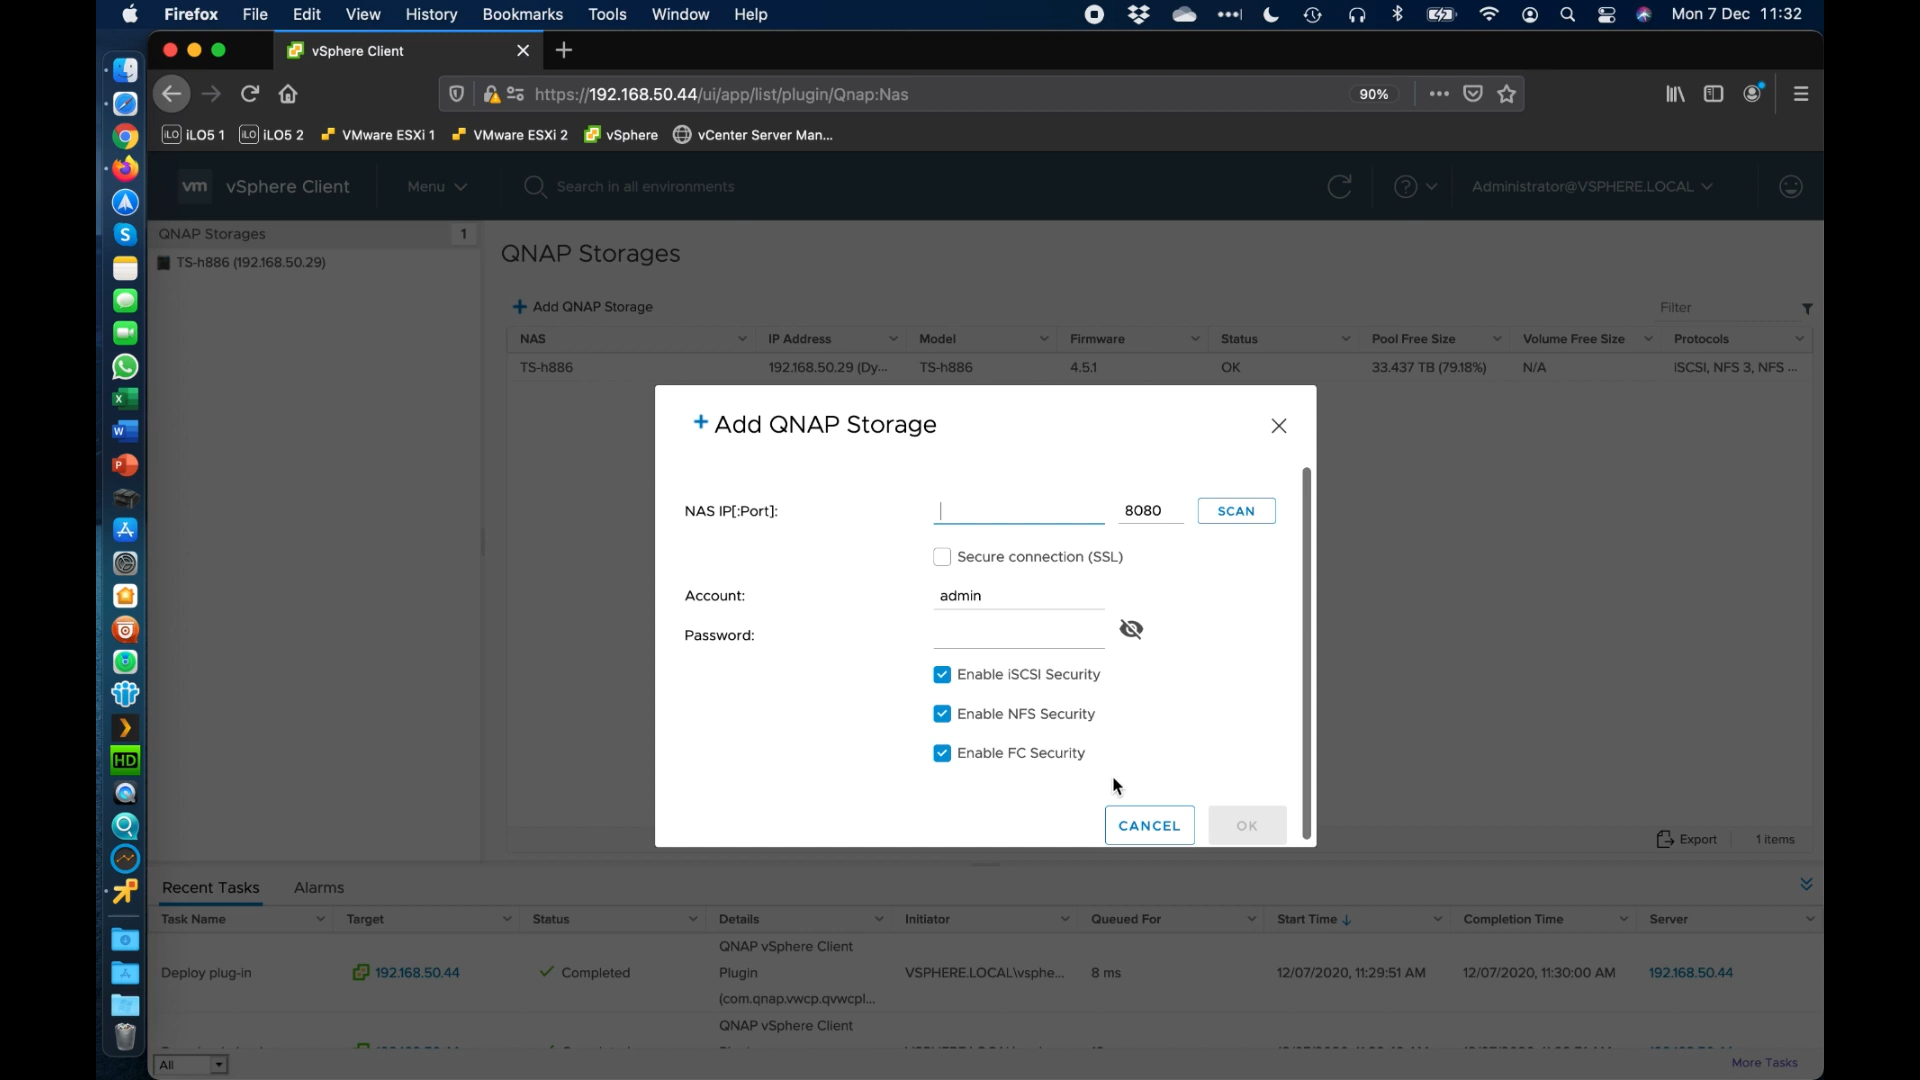 Firefox File Edit View History Bookmarks Tools Window Help Mon 7 Dec 11:32
vSphere Client
https://192.168.50.44/ui/app/list/plugin/Qnap:Nas 90%
iLO iLO5 1 iLO iLO5 2 VMware ESXi 1 VMware ESXi 2 vSphere vCenter Server Man...
vm vSphere Client Menu Search in all environments Administrator@VSPHERE.LOCAL
QNAP Storages 1
TS-h886 (192.168.50.29)
QNAP Storages
Add QNAP Storage Filter
NAS IP Address Model Firmware Status Pool Free Size Volume Free Size Protocols
TS-h886 192.168.50.29 (Dy... TS-h886 4.5.1 OK 33.437 TB (79.18%) N/A iSCSI, NFS 3, NFS ...
+ Add QNAP Storage
NAS IP[:Port]: 8080 SCAN
Secure connection (SSL)
Account: admin
Password:
Enable iSCSI Security
Enable NFS Security
Enable FC Security
CANCEL OK
Export 1 items
Recent Tasks Alarms
Task Name Target Status Details Initiator Queued For Start Time Completion Time Server
QNAP vSphere Client
Deploy plug-in 192.168.50.44 Completed Plugin VSPHERE.LOCAL\vsphe... 8 ms 12/07/2020, 11:29:51 AM 12/07/2020, 11:30:00 AM 192.168.50.44
(com.qnap.vwcp.qvwcpl...
QNAP vSphere Client
All More Tasks